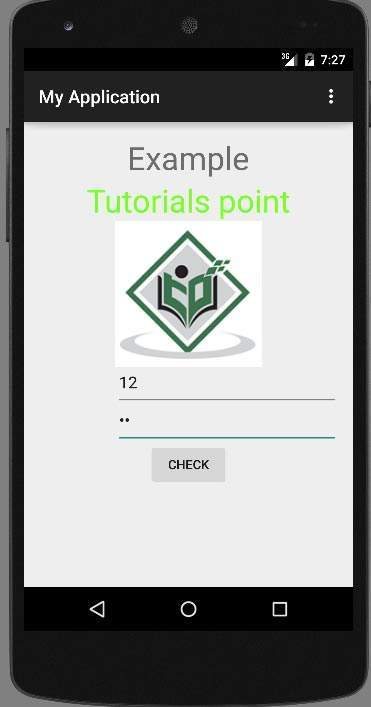 3G 7:27
My Application
Example
Tutorials point
12
••
CHECK